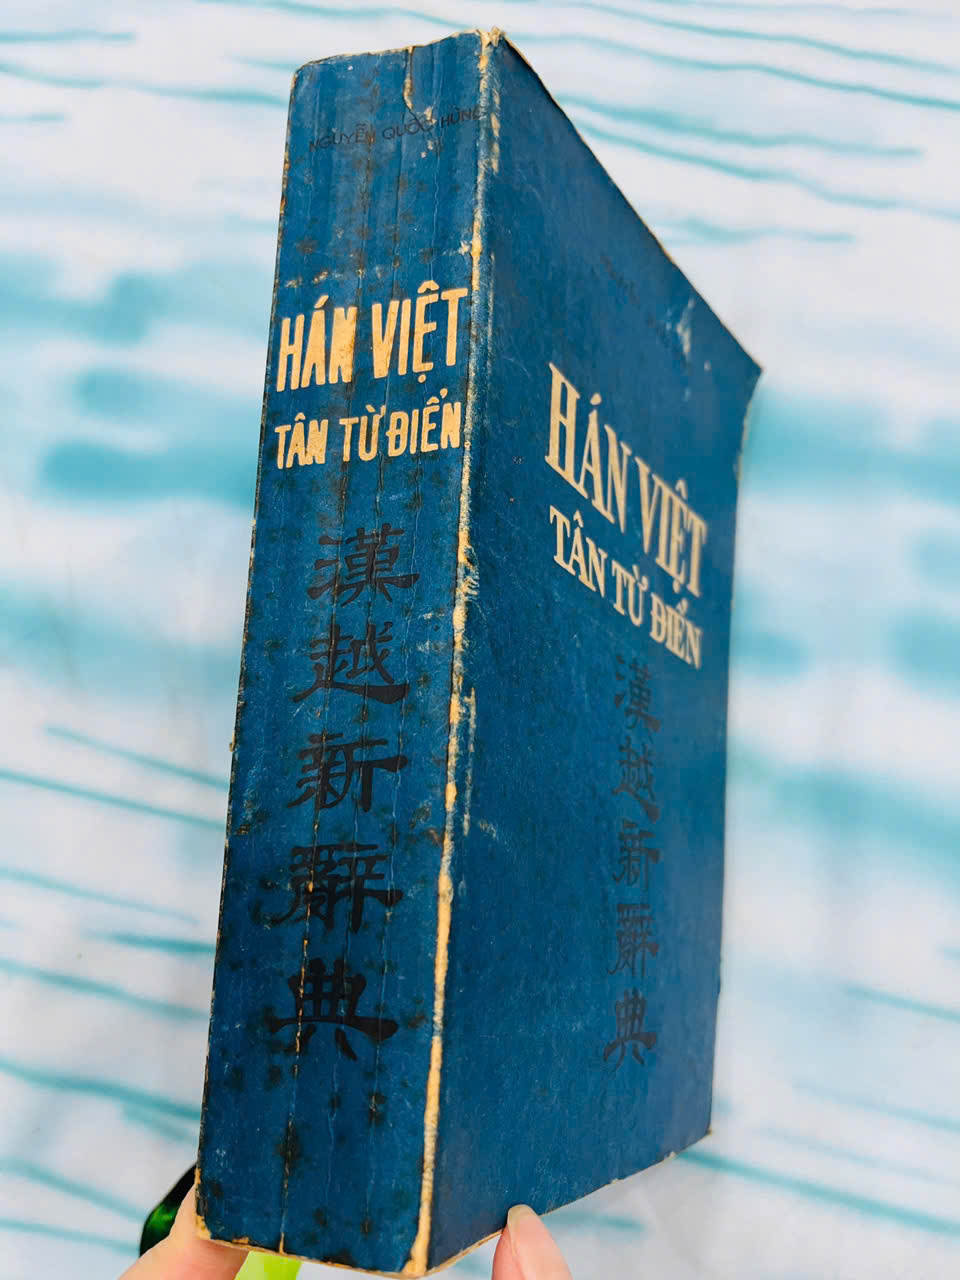 NGUYỄN QUỐC HÙNG
HÁN VIỆT
TÂN TỪ ĐIỂN
漢越新辭典
HÁN VIỆT
TÂN TỪ ĐIỂN
漢越新辭典